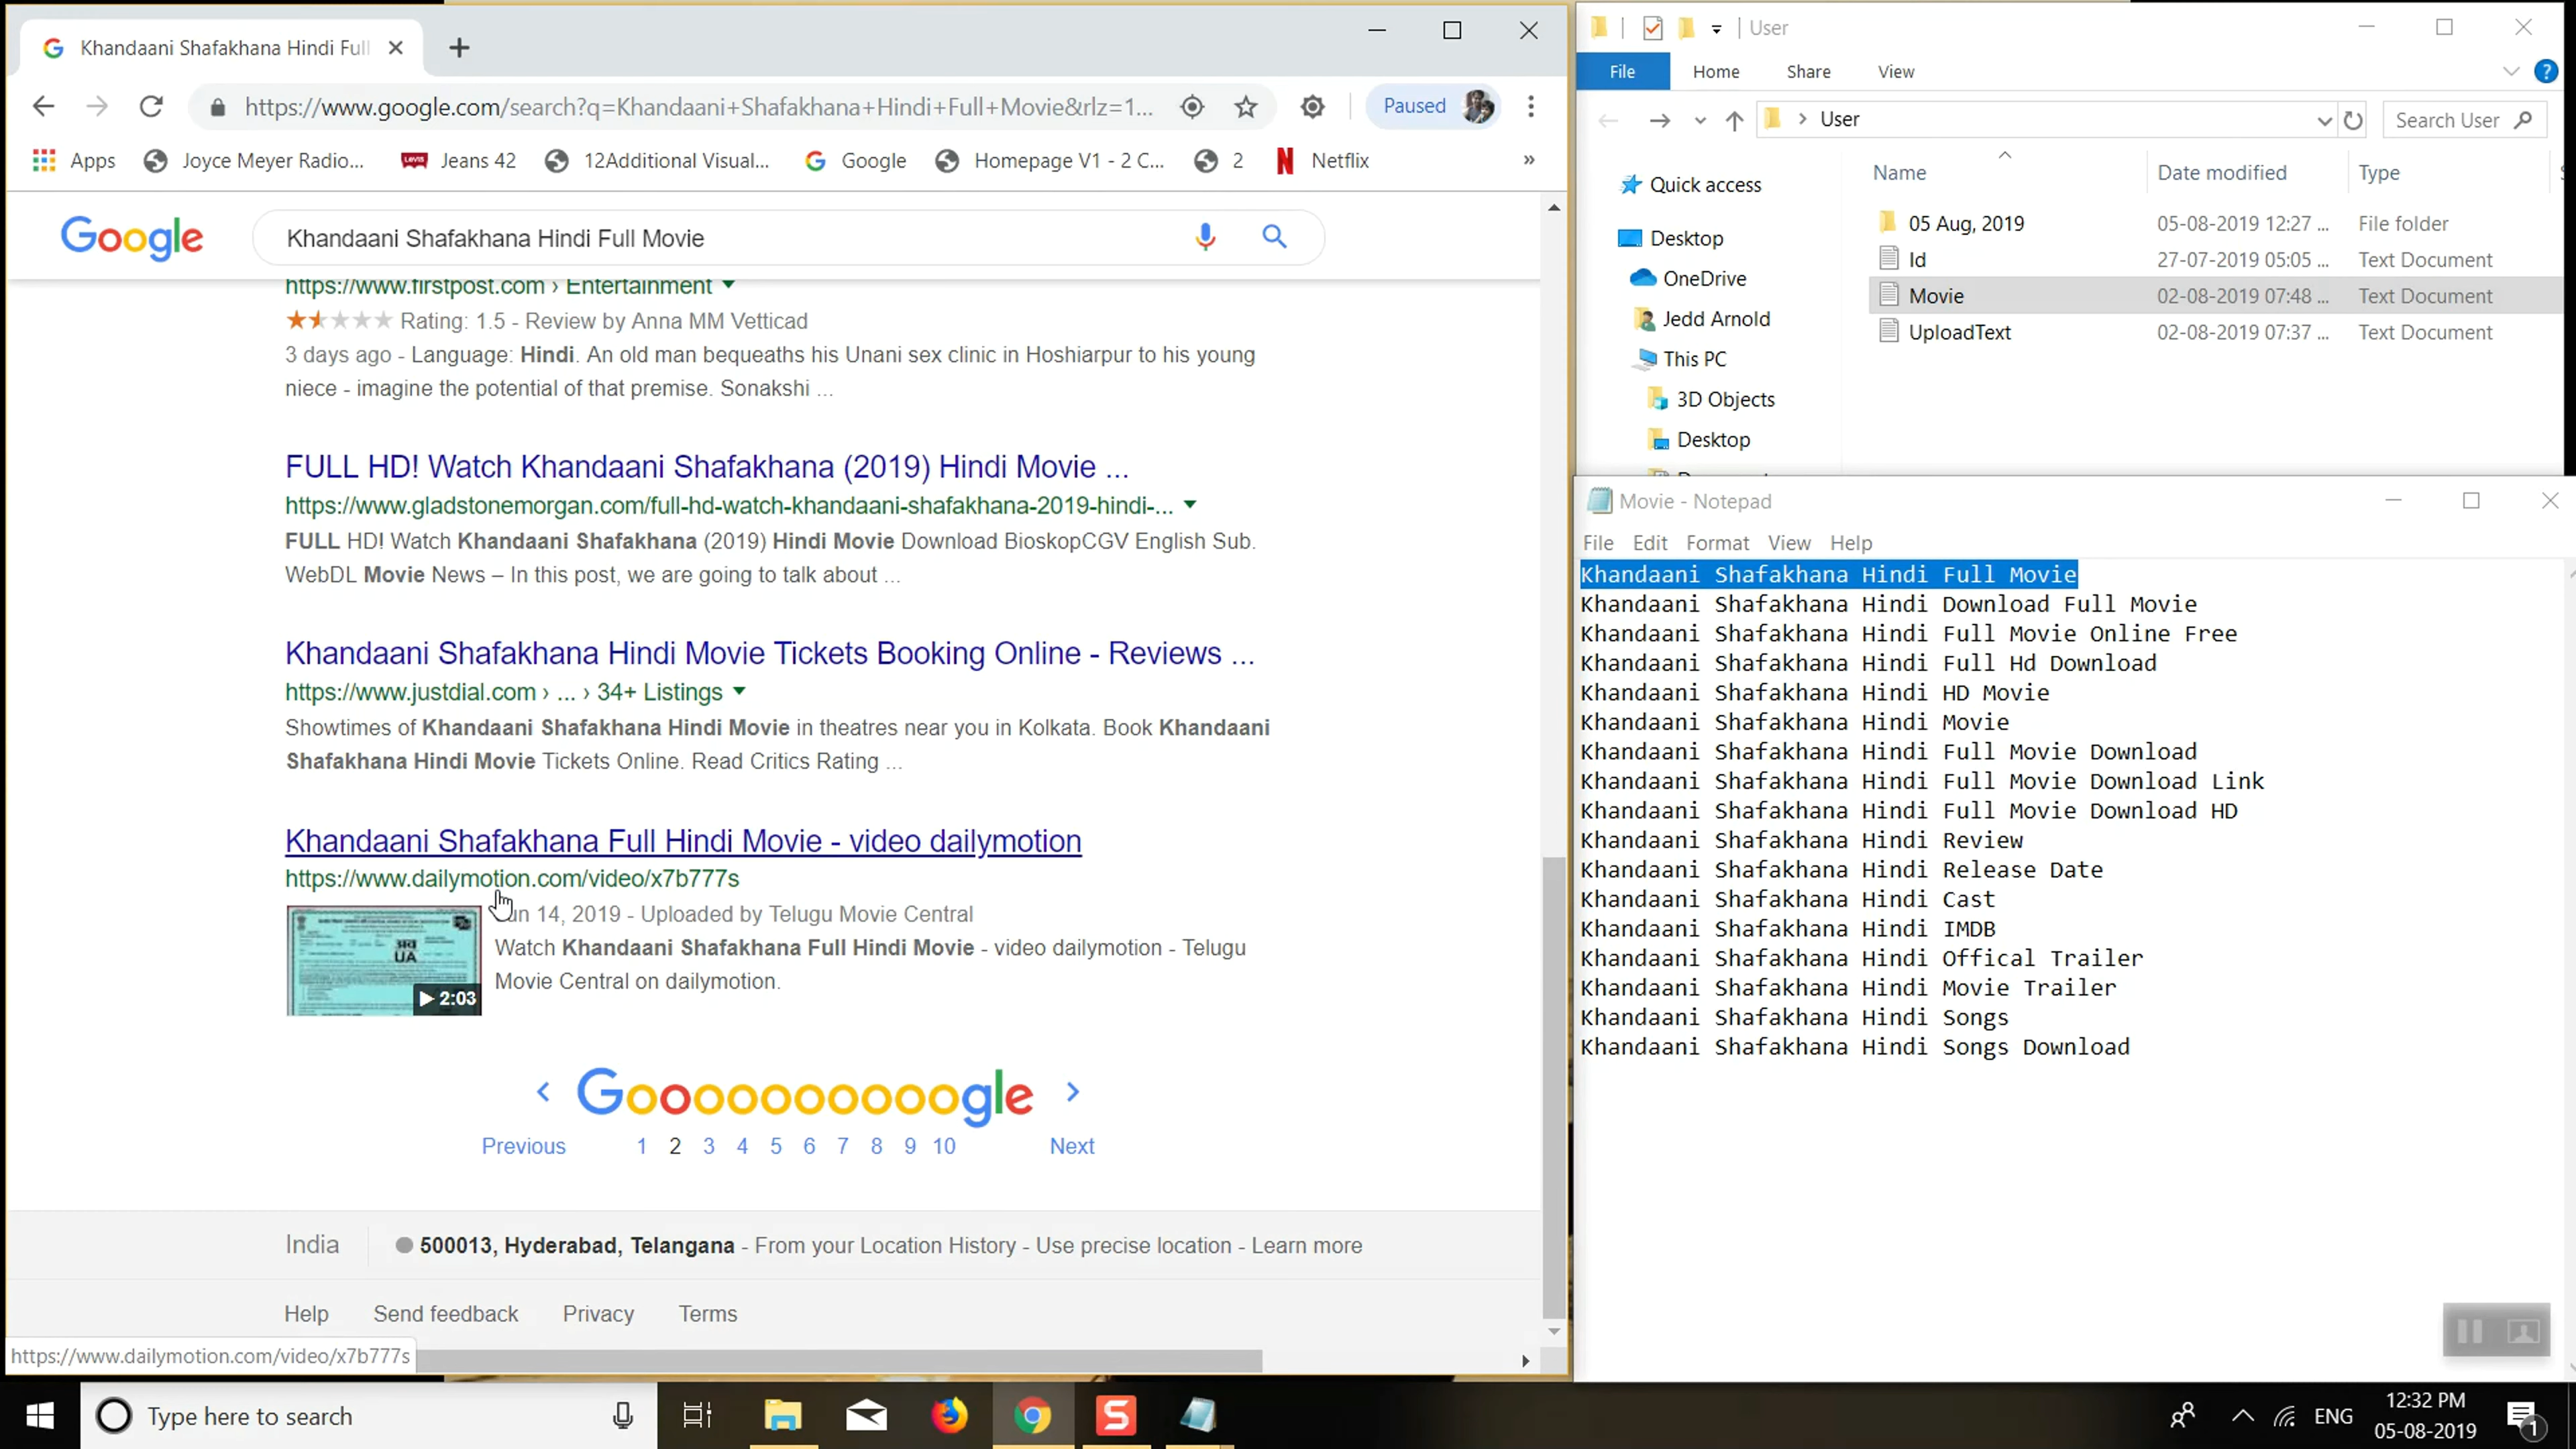 Khandaani Shafakhana Hindi Full
https://www.google.com/search?q=Khandaani+Shafakhana+Hindi+Full+Movie&rlz=1...
Paused
Apps
Joyce Meyer Radio...
Levi's
Jeans 42
12Additional Visual...
Google
Homepage V1 - 2 C...
2
Netflix
»
Google
Khandaani Shafakhana Hindi Full Movie
https://www.firstpost.com › Entertainment
Rating: 1.5 - Review by Anna MM Vetticad
3 days ago - Language: Hindi. An old man bequeaths his Unani sex clinic in Hoshiarpur to his young
niece - imagine the potential of that premise. Sonakshi ...
FULL HD! Watch Khandaani Shafakhana (2019) Hindi Movie ...
https://www.gladstonemorgan.com/full-hd-watch-khandaani-shafakhana-2019-hindi-...
FULL HD! Watch Khandaani Shafakhana (2019) Hindi Movie Download BioskopCGV English Sub.
WebDL Movie News – In this post, we are going to talk about ...
Khandaani Shafakhana Hindi Movie Tickets Booking Online - Reviews ...
https://www.justdial.com › ... › 34+ Listings
Showtimes of Khandaani Shafakhana Hindi Movie in theatres near you in Kolkata. Book Khandaani
Shafakhana Hindi Movie Tickets Online. Read Critics Rating ...
Khandaani Shafakhana Full Hindi Movie - video dailymotion
https://www.dailymotion.com/video/x7b777s
un 14, 2019 - Uploaded by Telugu Movie Central
Watch Khandaani Shafakhana Full Hindi Movie - video dailymotion - Telugu
Movie Central on dailymotion.
UA
2:03
Goooooooooogle
Previous 1 2 3 4 5 6 7 8 9 10 Next
India
500013, Hyderabad, Telangana - From your Location History - Use precise location - Learn more
Help Send feedback Privacy Terms
https://www.dailymotion.com/video/x7b777s
User
File Home Share View
User
Search User
Name Date modified Type
Quick access
Desktop
OneDrive
Jedd Arnold
This PC
3D Objects
Desktop
05 Aug, 2019 05-08-2019 12:27 ... File folder
Id 27-07-2019 05:05 ... Text Document
Movie 02-08-2019 07:48 ... Text Document
UploadText 02-08-2019 07:37 ... Text Document
Movie - Notepad
File Edit Format View Help
Khandaani Shafakhana Hindi Full Movie
Khandaani Shafakhana Hindi Download Full Movie
Khandaani Shafakhana Hindi Full Movie Online Free
Khandaani Shafakhana Hindi Full Hd Download
Khandaani Shafakhana Hindi HD Movie
Khandaani Shafakhana Hindi Movie
Khandaani Shafakhana Hindi Full Movie Download
Khandaani Shafakhana Hindi Full Movie Download Link
Khandaani Shafakhana Hindi Full Movie Download HD
Khandaani Shafakhana Hindi Review
Khandaani Shafakhana Hindi Release Date
Khandaani Shafakhana Hindi Cast
Khandaani Shafakhana Hindi IMDB
Khandaani Shafakhana Hindi Offical Trailer
Khandaani Shafakhana Hindi Movie Trailer
Khandaani Shafakhana Hindi Songs
Khandaani Shafakhana Hindi Songs Download
Type here to search
ENG
12:32 PM
05-08-2019
1